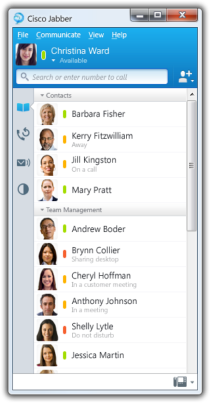 Cisco Jabber
File Communicate View Help
Christina Ward
Available
Search or enter number to call
Contacts
Barbara Fisher
Kerry Fitzwilliam
Away
Jill Kingston
On a call
Mary Pratt
Team Management
Andrew Boder
Brynn Collier
Sharing desktop
Cheryl Hoffman
In a customer meeting
Anthony Johnson
In a meeting
Shelly Lytle
Do not disturb
Jessica Martin